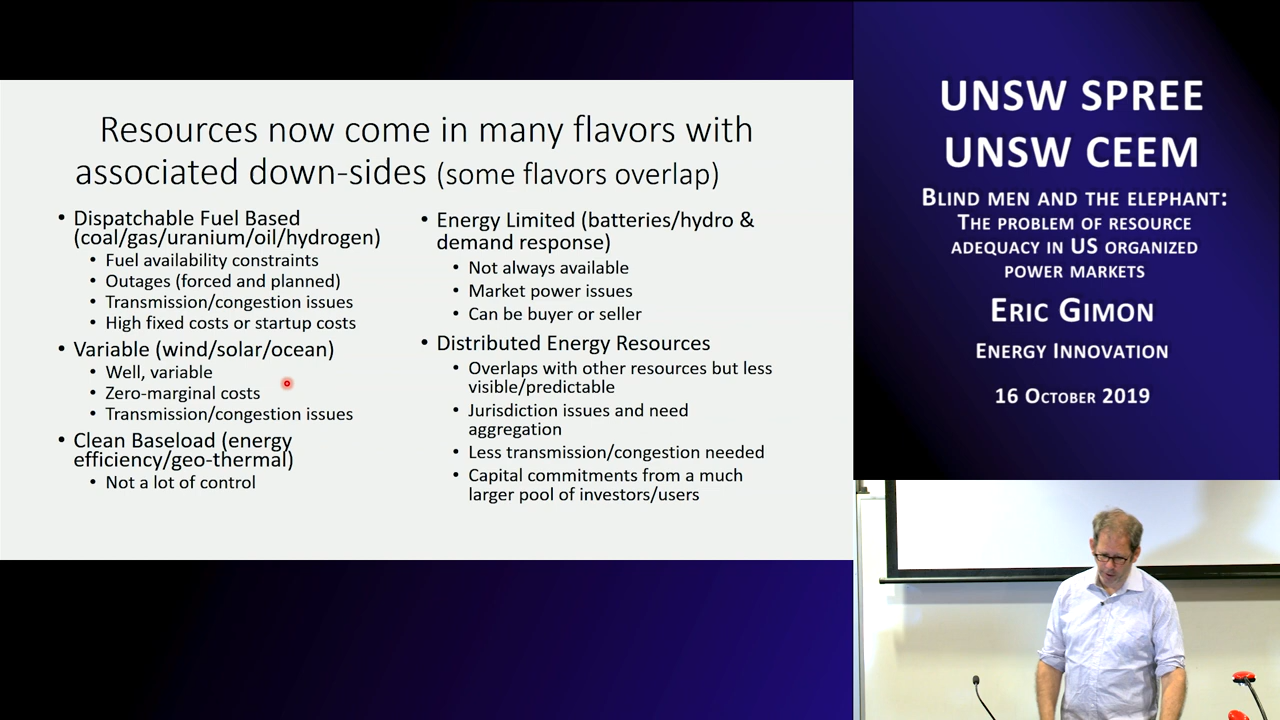 Resources now come in many flavors with
associated down-sides (some flavors overlap)
• Dispatchable Fuel Based
(coal/gas/uranium/oil/hydrogen)
• Fuel availability constraints
• Outages (forced and planned)
• Transmission/congestion issues
• High fixed costs or startup costs
• Variable (wind/solar/ocean)
• Well, variable
• Zero-marginal costs
• Transmission/congestion issues
• Clean Baseload (energy
efficiency/geo-thermal)
• Not a lot of control
• Energy Limited (batteries/hydro &
demand response)
• Not always available
• Market power issues
• Can be buyer or seller
• Distributed Energy Resources
• Overlaps with other resources but less
visible/predictable
• Jurisdiction issues and need
aggregation
• Less transmission/congestion needed
• Capital commitments from a much
larger pool of investors/users
UNSW SPREE
UNSW CEEM
BLIND MEN AND THE ELEPHANT:
THE PROBLEM OF RESOURCE
ADEQUACY IN US ORGANIZED
POWER MARKETS
ERIC GIMON
ENERGY INNOVATION
16 OCTOBER 2019